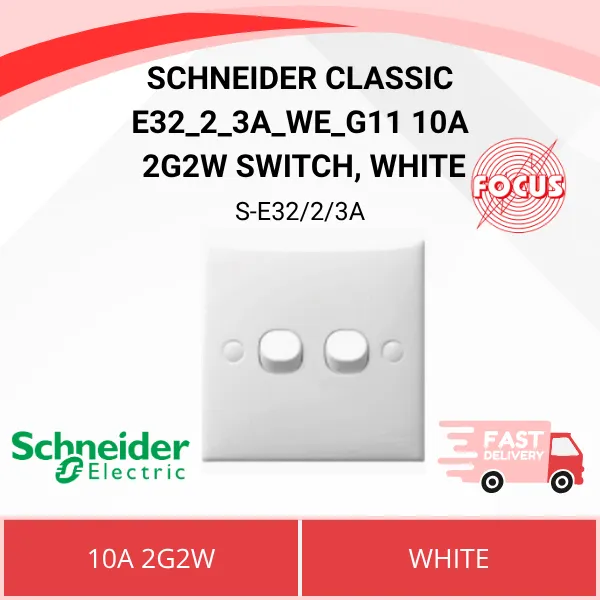 SCHNEIDER CLASSIC
E32_2_3A_WE_G11 10A
2G2W SWITCH, WHITE
FOCUS
S-E32/2/3A
Schneider
Electric
FAST
DELIVERY
10A 2G2W
WHITE